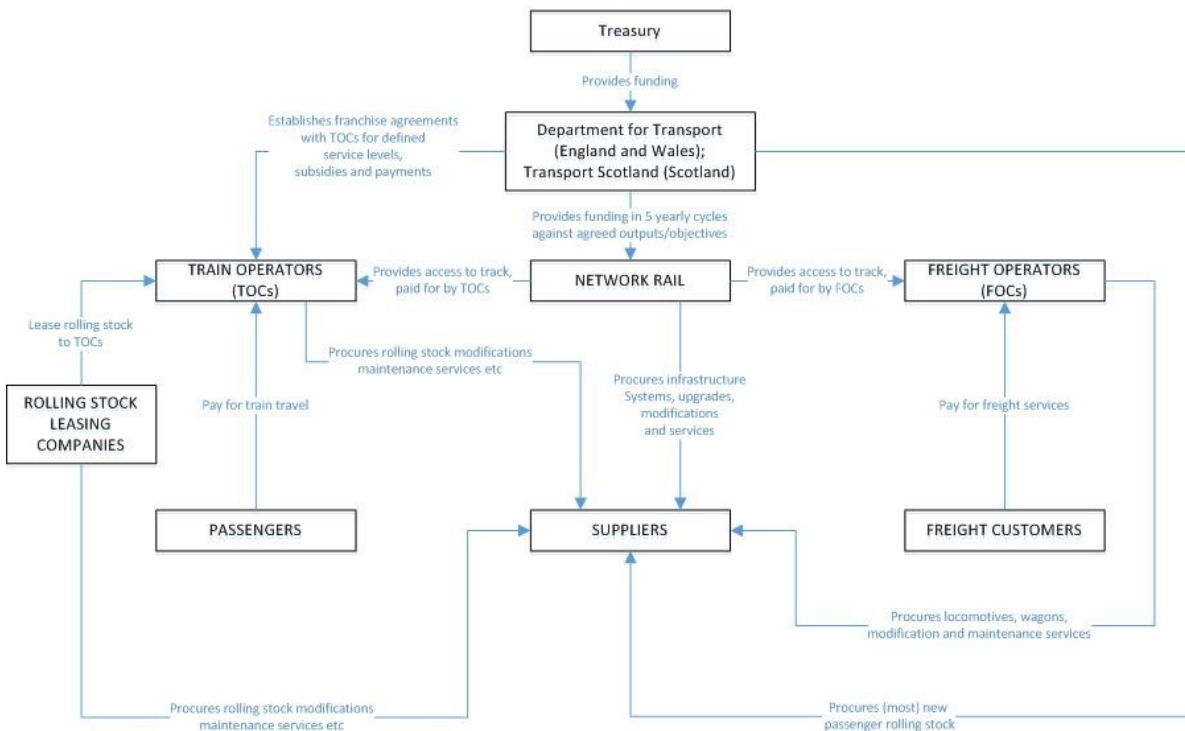 Treasury
Provides funding
Establishes franchise agreements
with TOCs for defined
service levels,
subsidies and payments
Department for Transport
(England and Wales);
Transport Scotland (Scotland)
Provides funding in 5 yearly cycles
against agreed outputs/objectives
TRAIN OPERATORS
(TOCs)
Provides access to track,
paid for by TOCs
NETWORK RAIL
Provides access to track,
paid for by FOCs
FREIGHT OPERATORS
(FOCs)
Lease rolling stock
to TOCs
Procures rolling stock modifications
maintenance services etc
Procures infrastructure
Systems, upgrades,
modifications
and services
ROLLING STOCK
LEASING
COMPANIES
Pay for train travel
Pay for freight services
PASSENGERS
SUPPLIERS
FREIGHT CUSTOMERS
Procures locomotives, wagons,
modification and maintenance services
Procures rolling stock modifications
maintenance services etc
Procures (most) new
passenger rolling stock